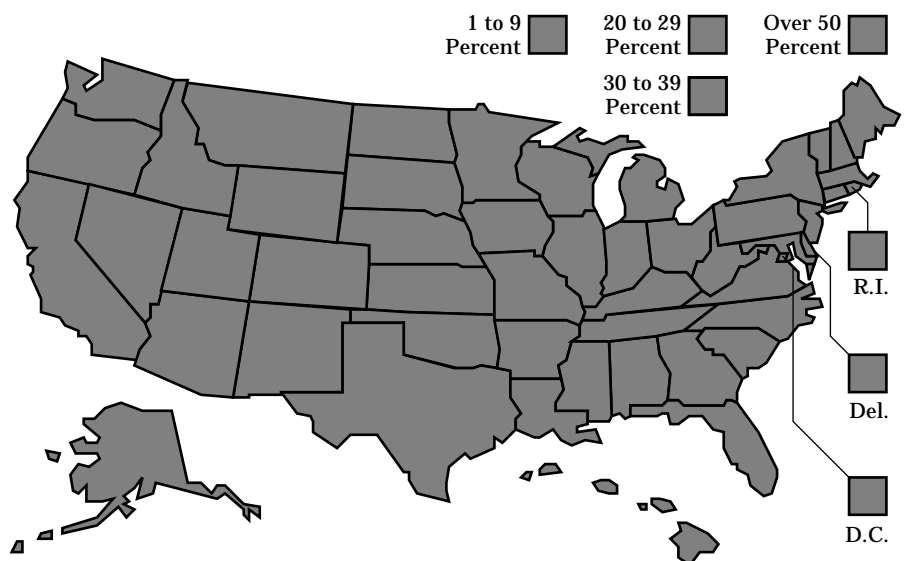 1 to 9
Percent
20 to 29
Percent
Over 50
Percent
30 to 39
Percent
R.I.
Del.
D.C.